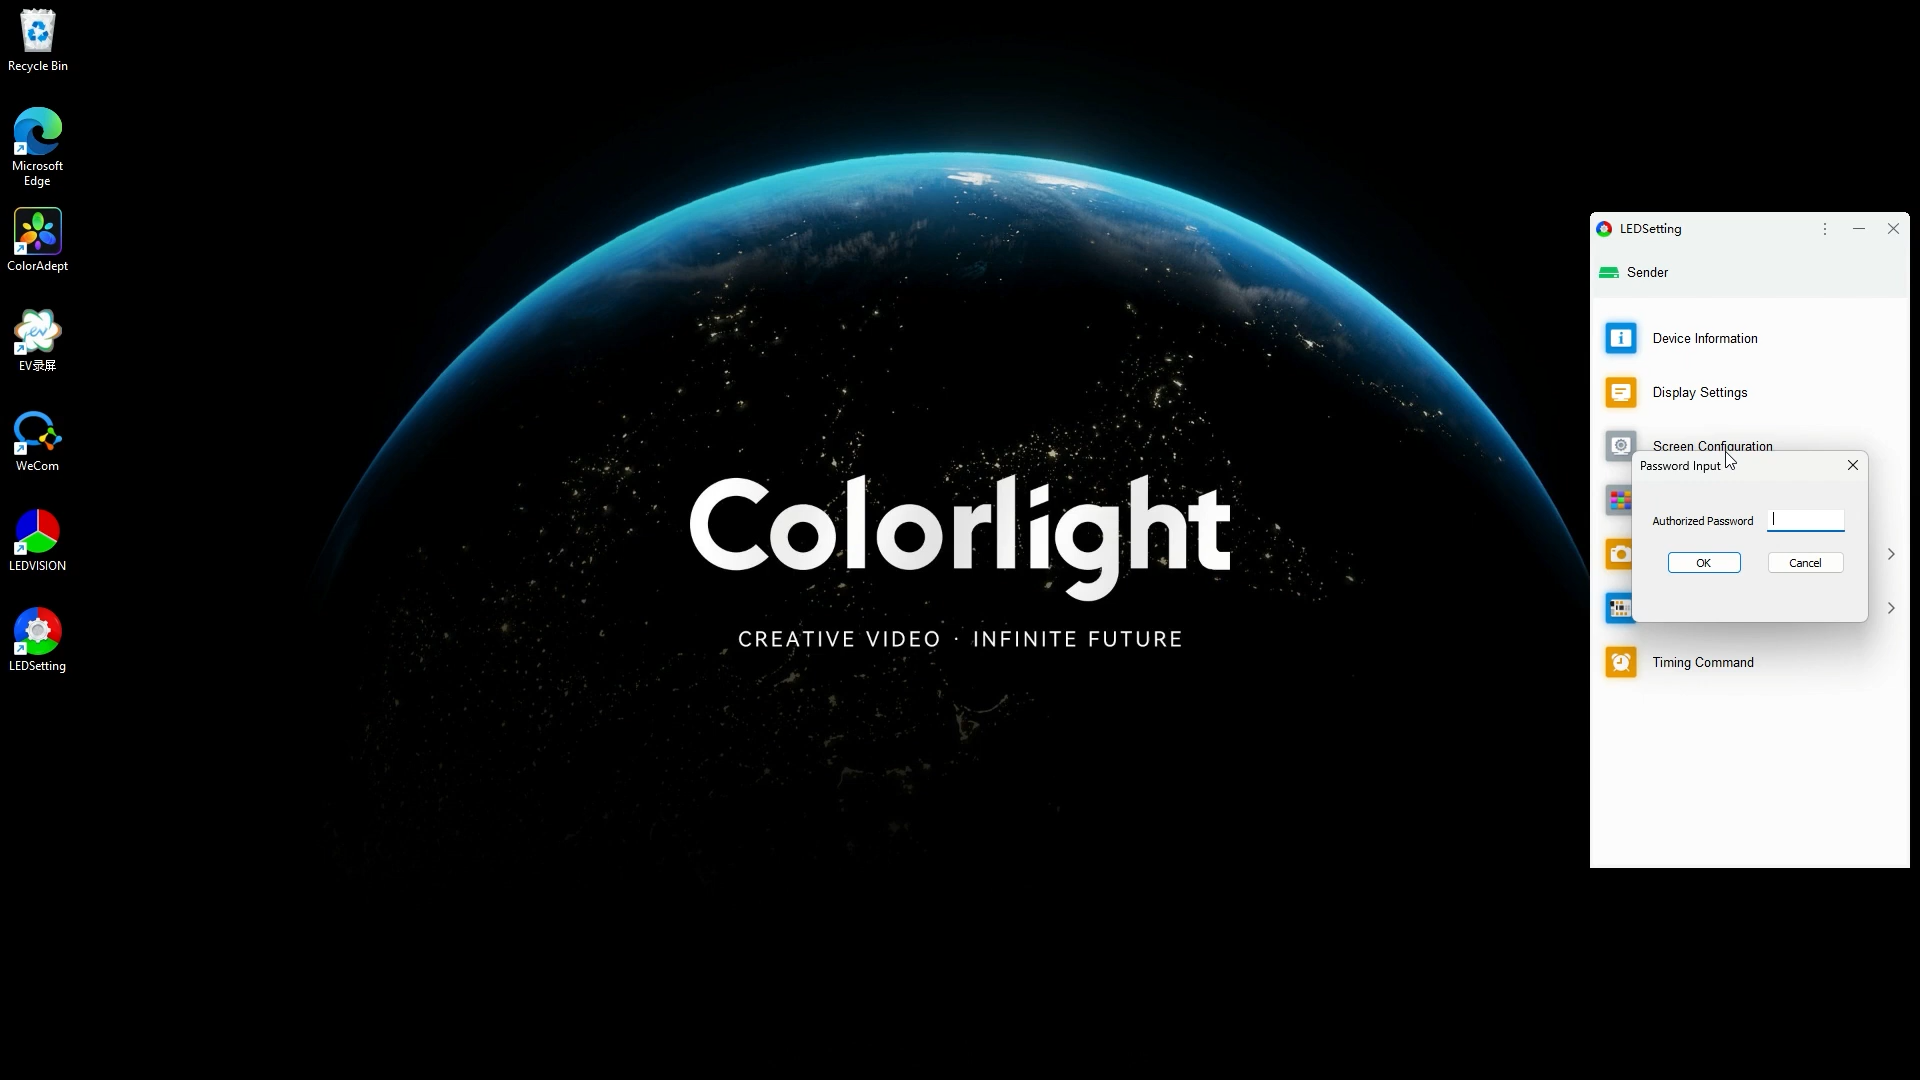 Recycle Bin
Microsoft
Edge
ColorAdept
EV录屏
WeCom
LEDVISION
LEDSetting
Colorlight
CREATIVE VIDEO · INFINITE FUTURE
LEDSetting
Sender
Device Information
Display Settings
Screen Configuration
Password Input
Authorized Password
OK
Cancel
Timing Command